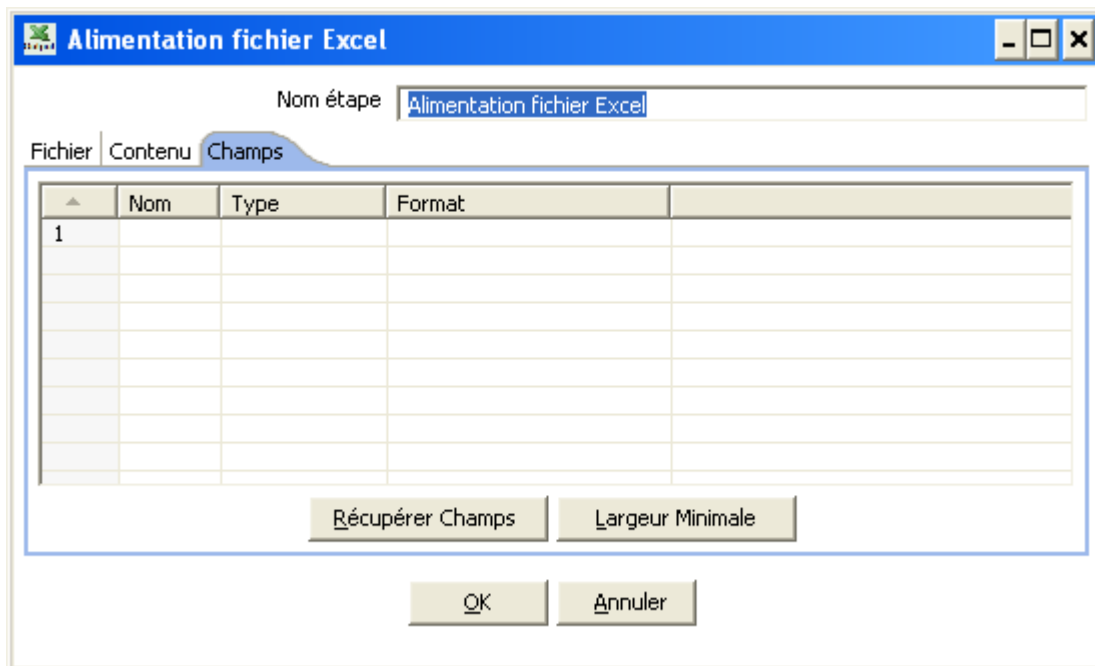 Alimentation fichier Excel
Nom étape Alimentation fichier Excel
Fichier Contenu Champs
Nom Type Format
1
Récupérer Champs Largeur Minimale
OK Annuler